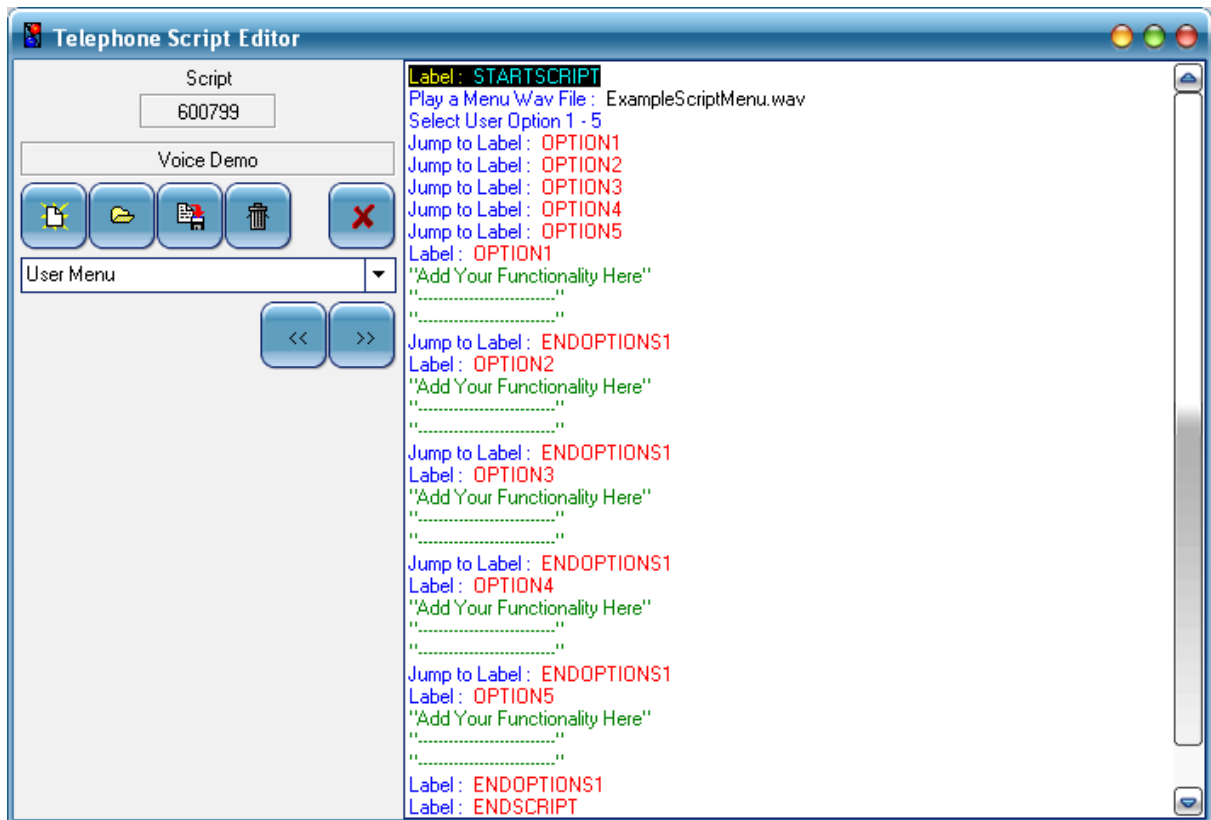 Telephone Script Editor
Script
600799
Voice Demo
User Menu
<< >>
Label : STARTSCRIPT
Play a Menu Wav File : ExampleScriptMenu.wav
Select User Option 1 - 5
Jump to Label : OPTION1
Jump to Label : OPTION2
Jump to Label : OPTION3
Jump to Label : OPTION4
Jump to Label : OPTION5
Label : OPTION1
"Add Your Functionality Here"
"---------------------------"
"---------------------------"
Jump to Label : ENDOPTIONS1
Label : OPTION2
"Add Your Functionality Here"
"---------------------------"
"---------------------------"
Jump to Label : ENDOPTIONS1
Label : OPTION3
"Add Your Functionality Here"
"---------------------------"
"---------------------------"
Jump to Label : ENDOPTIONS1
Label : OPTION4
"Add Your Functionality Here"
"---------------------------"
"---------------------------"
Jump to Label : ENDOPTIONS1
Label : OPTION5
"Add Your Functionality Here"
"---------------------------"
"---------------------------"
Label : ENDOPTIONS1
Label : ENDSCRIPT